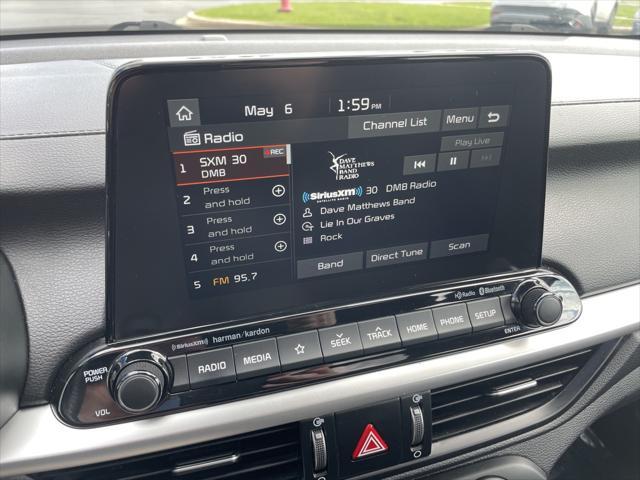 May 6 1:59 PM
Radio Channel List Menu
1 SXM 30 REC
DMB
2 Press
and hold
3 Press
and hold
4 Press
and hold
5 FM 95.7
Play Live
DAVE
MATTHEWS
BAND
RADIO
SiriusXM 30 DMB Radio
SATELLITE RADIO
Dave Matthews Band
Lie In Our Graves
Rock
Band Direct Tune Scan
SiriusXM harman/kardon HD Radio Bluetooth
POWER
PUSH
VOL
RADIO MEDIA SEEK TRACK HOME PHONE SETUP
ENTER